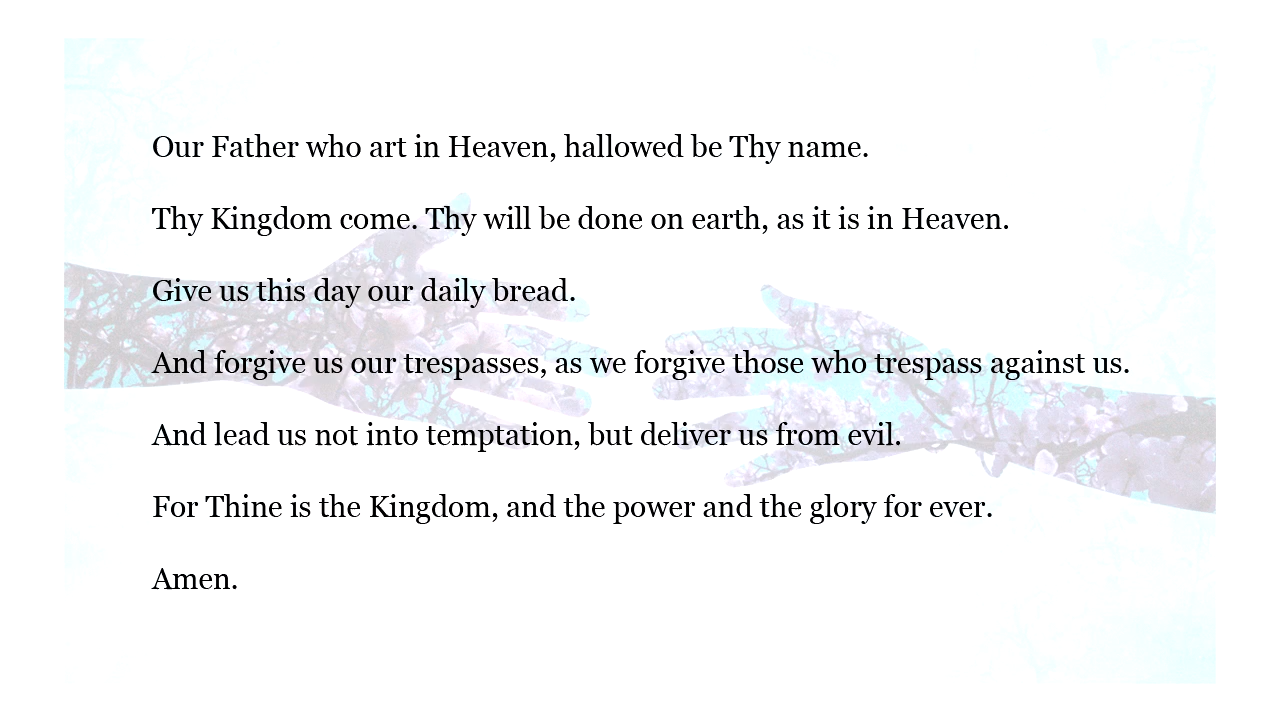 Our Father who art in Heaven, hallowed be Thy name.
Thy Kingdom come. Thy will be done on earth, as it is in Heaven.
Give us this day our daily bread.
And forgive us our trespasses, as we forgive those who trespass against us.
And lead us not into temptation, but deliver us from evil.
For Thine is the Kingdom, and the power and the glory for ever.
Amen.